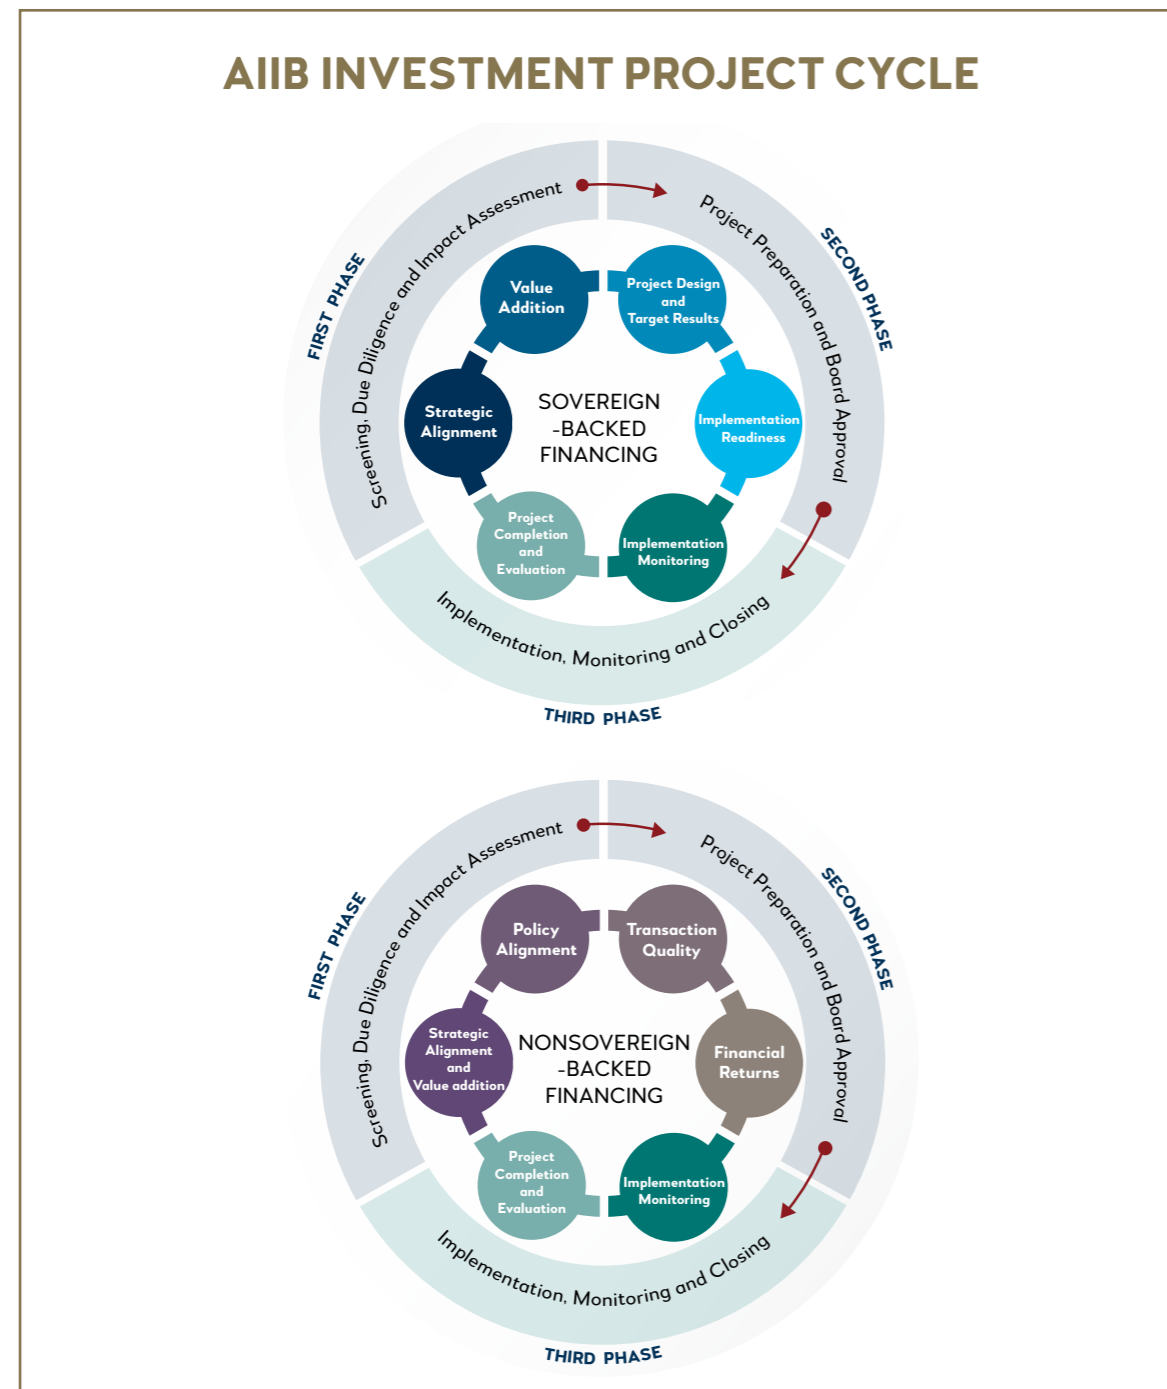 AIIB INVESTMENT PROJECT CYCLE
FIRST PHASE
Screening, Due Diligence and Impact Assessment
SECOND PHASE
Project Preparation and Board Approval
Value
Addition
Project Design
and
Target Results
Strategic
Alignment
SOVEREIGN
-BACKED
FINANCING
Implementation
Readiness
Project
Completion
and
Evaluation
Implementation
Monitoring
Implementation, Monitoring and Closing
THIRD PHASE
FIRST PHASE
Screening, Due Diligence and Impact Assessment
SECOND PHASE
Project Preparation and Board Approval
Policy
Alignment
Transaction
Quality
Strategic
Alignment
and
Value addition
NONSOVEREIGN
-BACKED
FINANCING
Financial
Returns
Project
Completion
and
Evaluation
Implementation
Monitoring
Implementation, Monitoring and Closing
THIRD PHASE